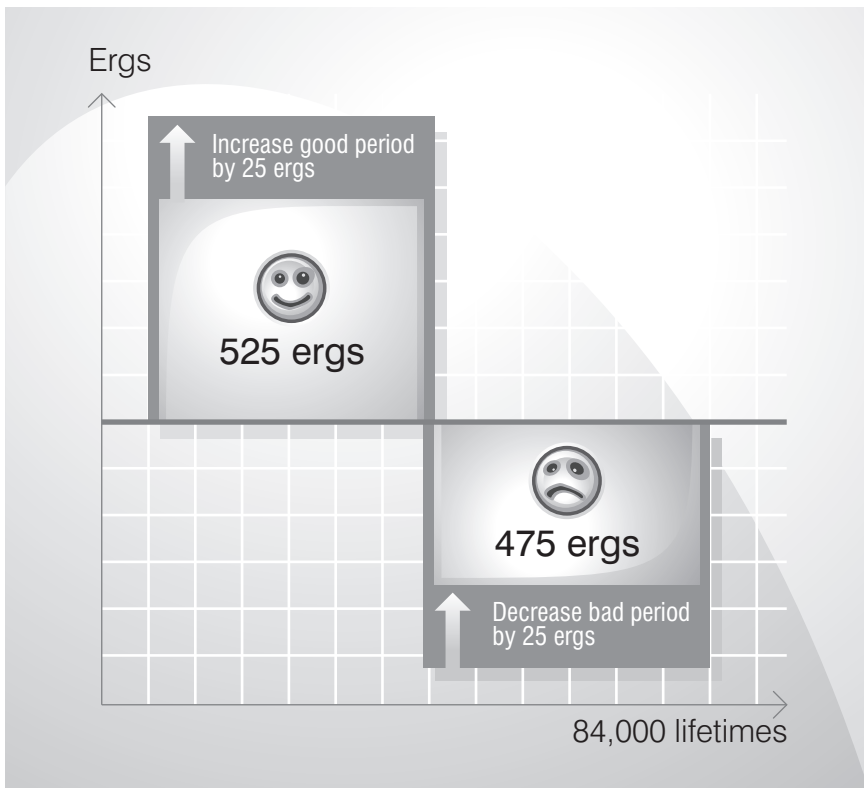 Ergs
Increase good period
by 25 ergs
525 ergs
475 ergs
Decrease bad period
by 25 ergs
84,000 lifetimes